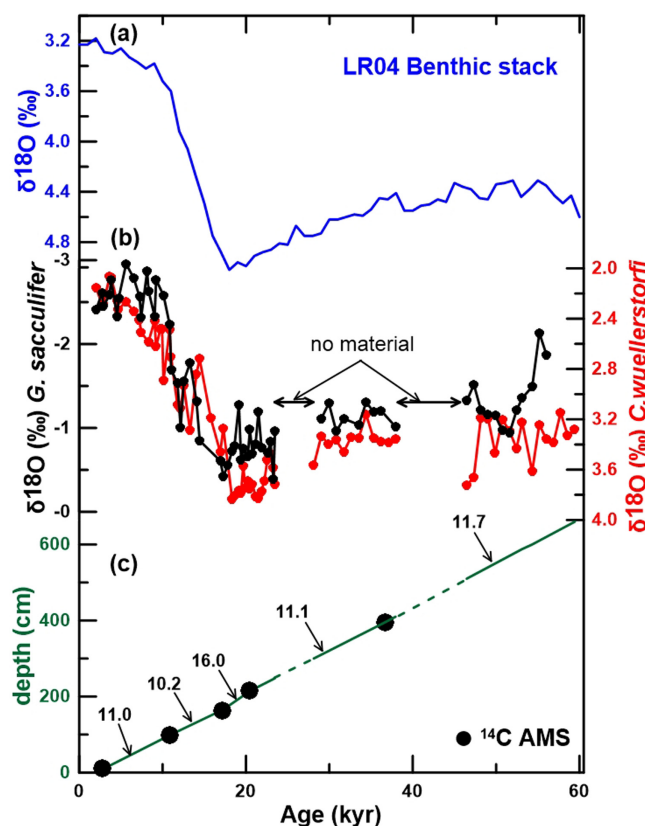 (a)
LR04 Benthic stack
3.2
3.6
4.0
4.4
4.8
δ18O (‰)
(b)
-3
-2
-1
-0
δ18O (‰) G. sacculifer
no material
2.0
2.4
2.8
3.2
3.6
4.0
δ18O (‰) C.wuellerstorfi
(c)
600
400
200
0
depth (cm)
11.0
10.2
16.0
11.1
11.7
14C AMS
0
20
40
60
Age (kyr)